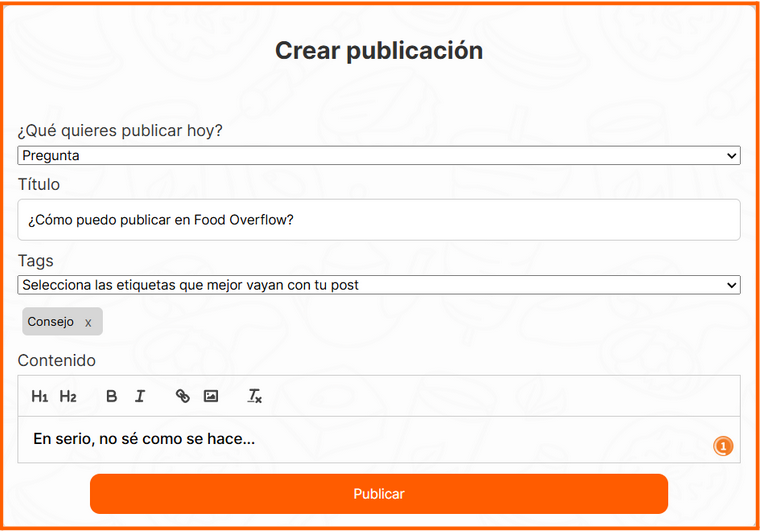 Crear publicación
¿Qué quieres publicar hoy?
Pregunta
Título
¿Cómo puedo publicar en Food Overflow?
Tags
Selecciona las etiquetas que mejor vayan con tu post
Consejo x
Contenido
H1 H2 B I Tx
En serio, no sé como se hace...
1
Publicar